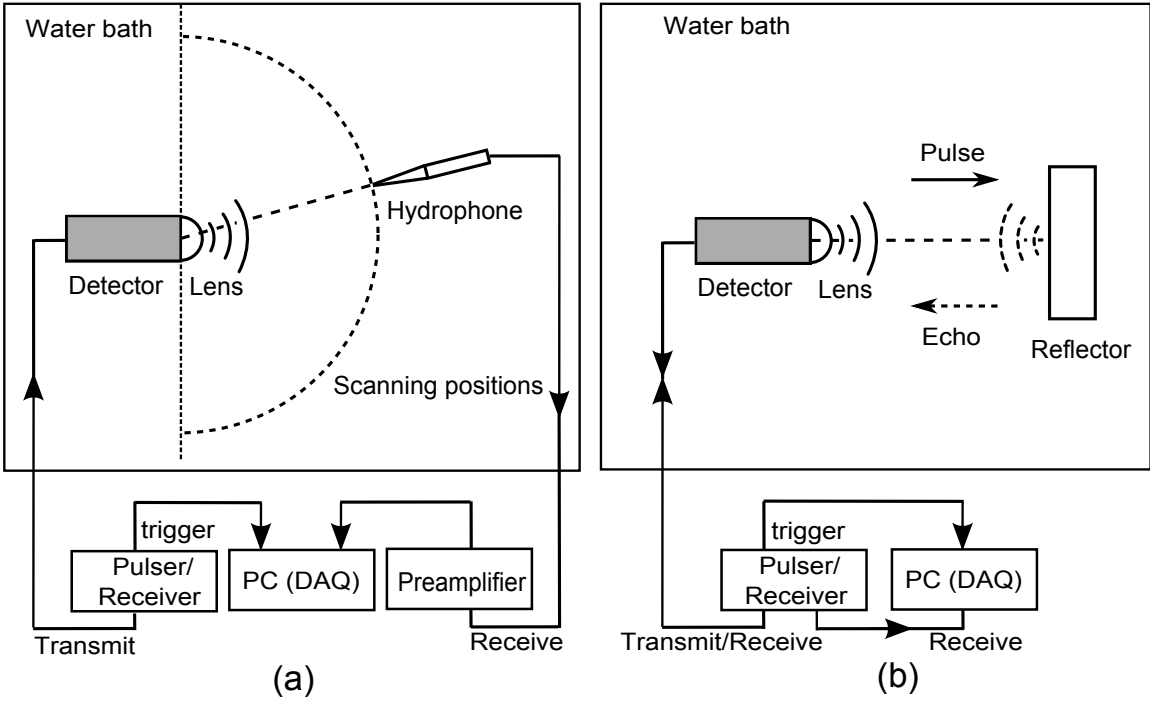 Water bath
Hydrophone
Detector
Lens
Scanning positions
trigger
Pulser/
Receiver
PC (DAQ)
Preamplifier
Transmit
Receive
(a)
Water bath
Pulse
Detector
Lens
Echo
Reflector
trigger
Pulser/
Receiver
PC (DAQ)
Transmit/Receive
Receive
(b)